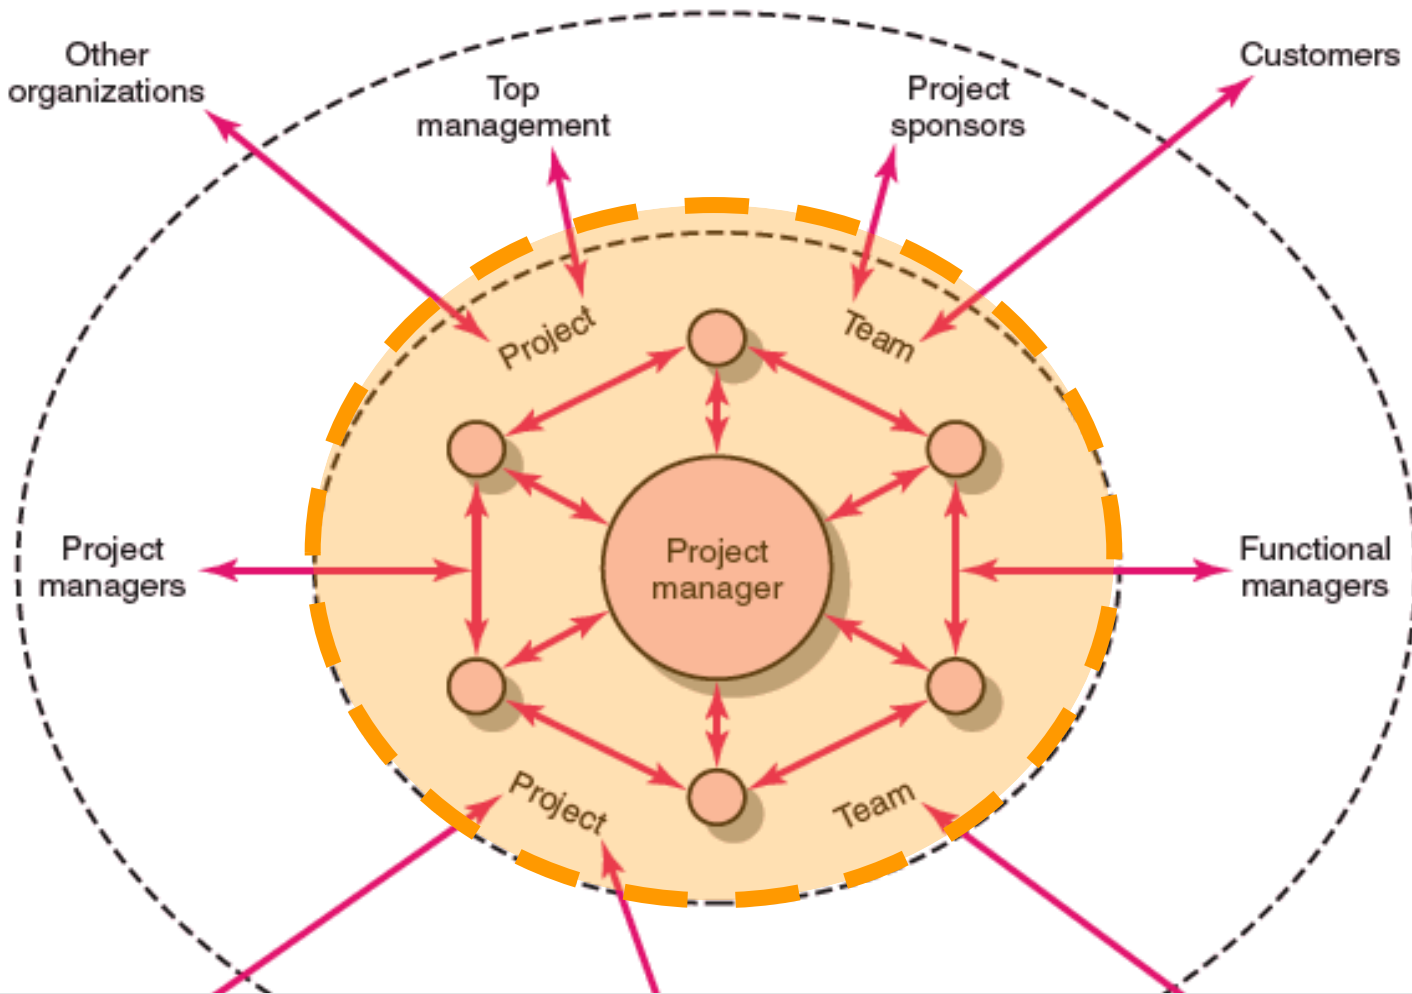 Other
organizations
Top
management
Project
sponsors
Customers
Project
Team
Project
managers
Project
manager
Functional
managers
Project
Team